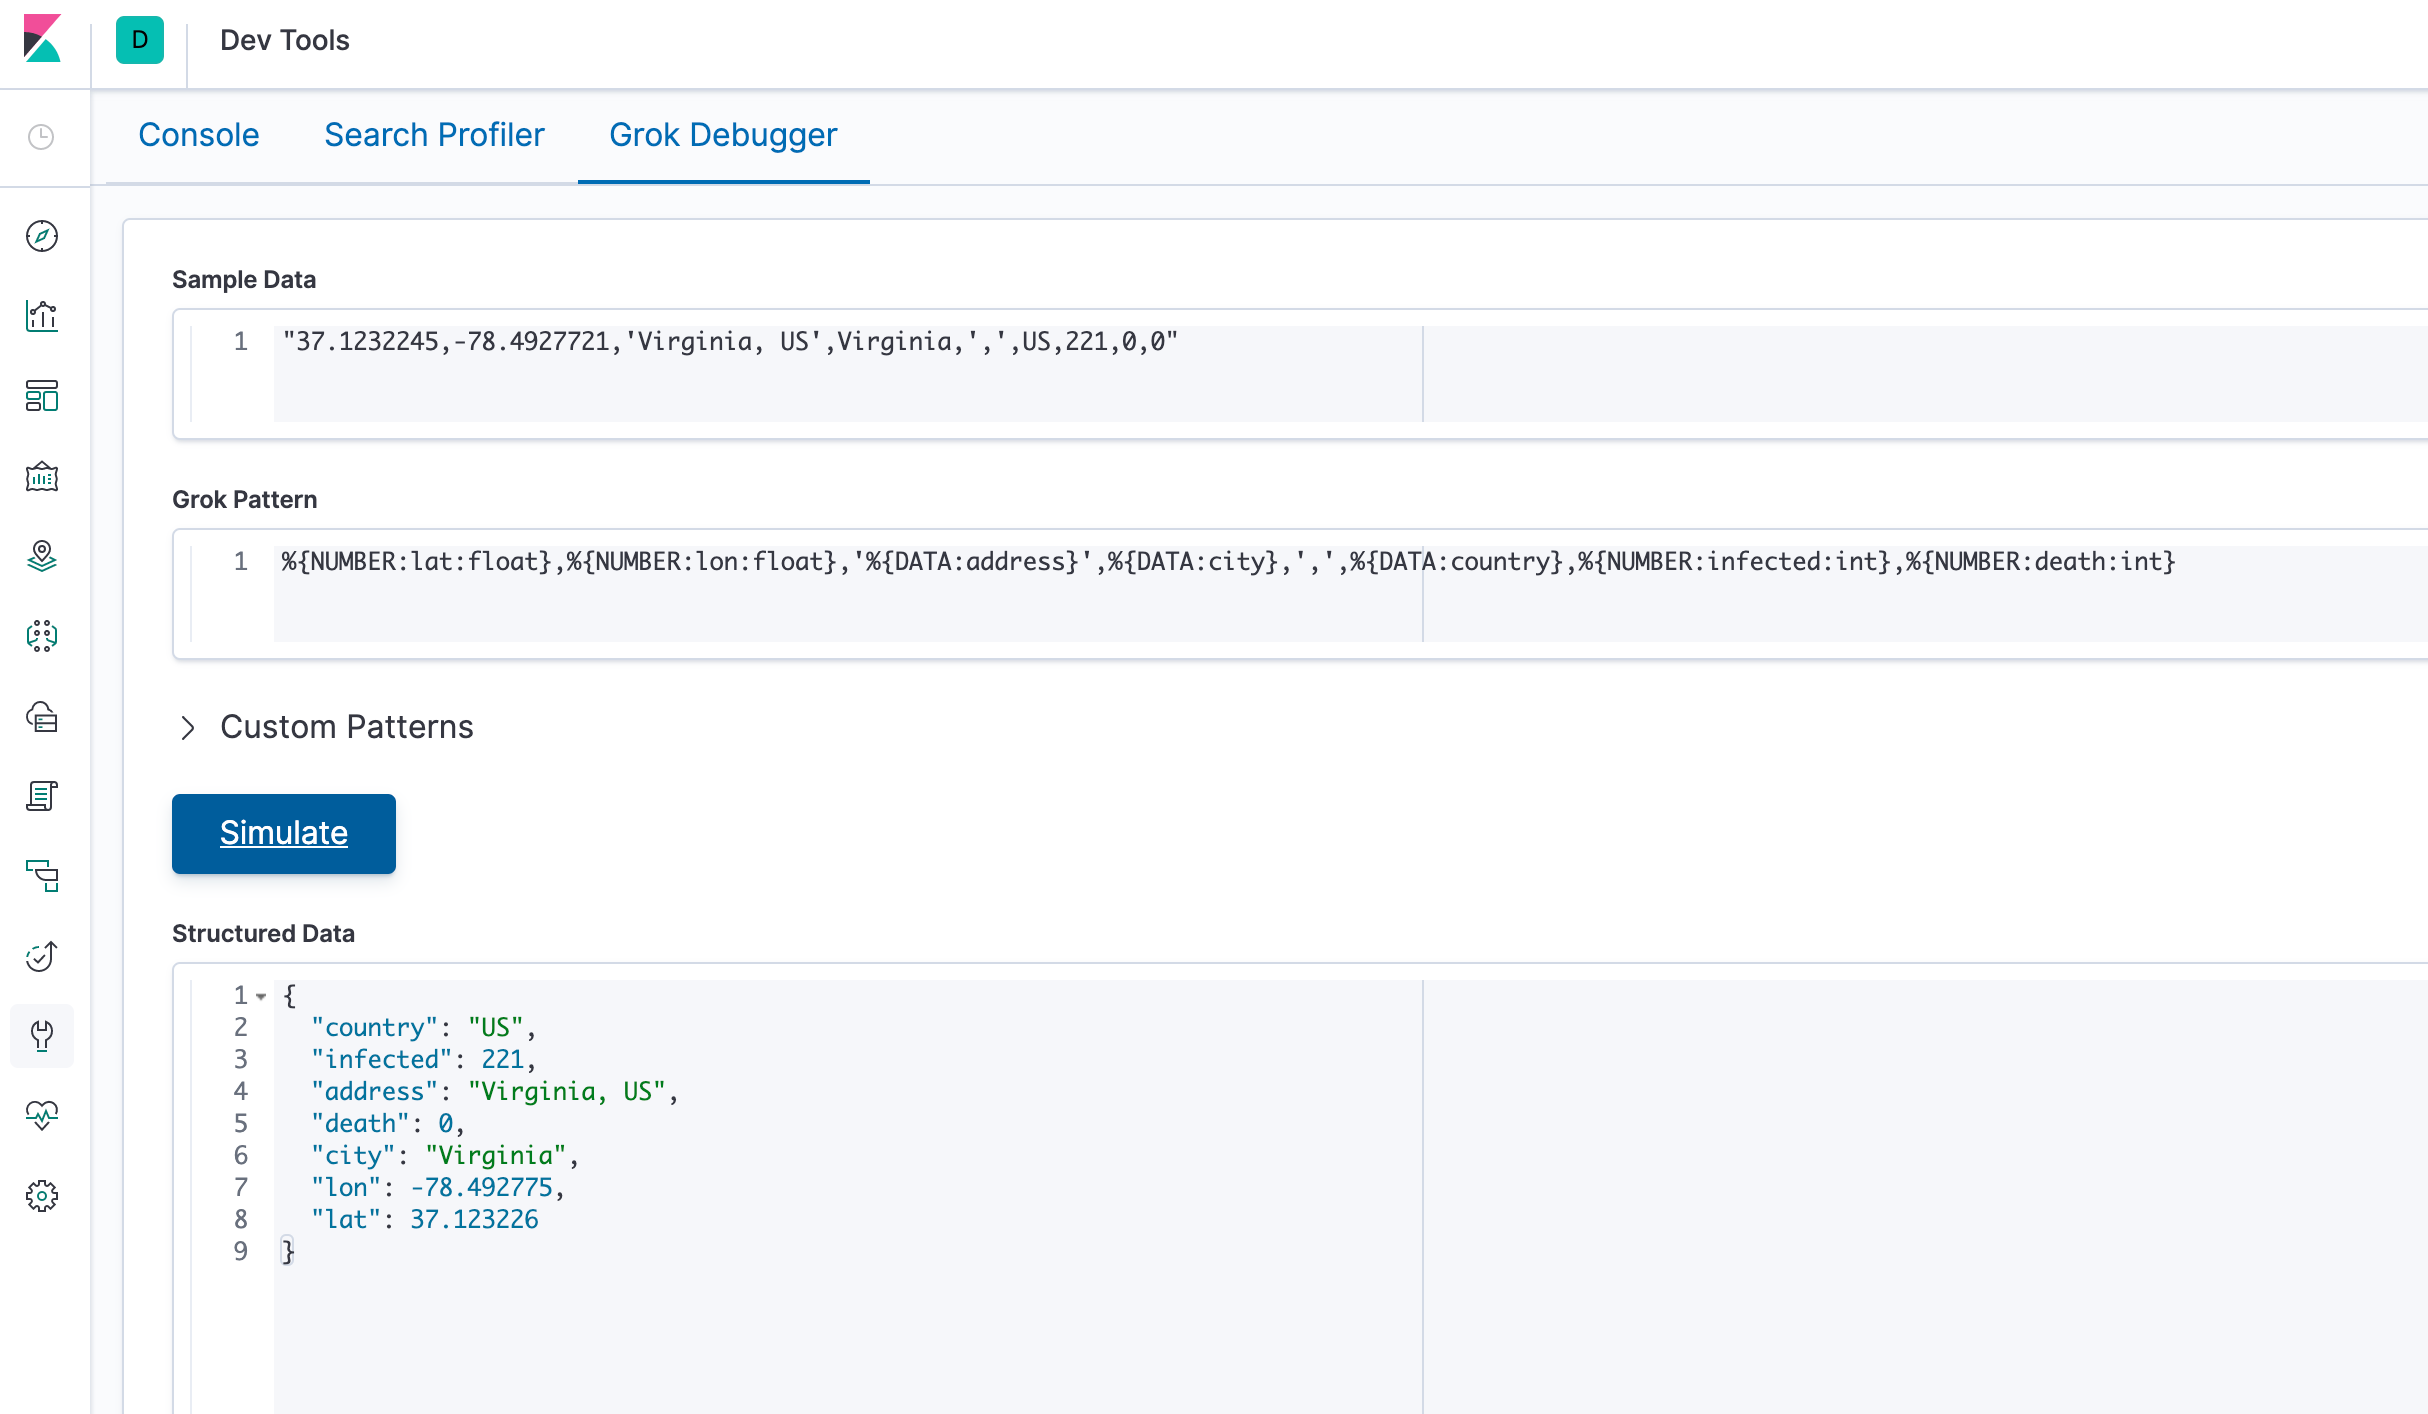 D
Dev Tools
Console Search Profiler Grok Debugger
Sample Data
1 "37.1232245,-78.4927721,'Virginia, US',Virginia,',',US,221,0,0"
Grok Pattern
1 %{NUMBER:lat:float},%{NUMBER:lon:float},'%{DATA:address}',%{DATA:city},',',%{DATA:country},%{NUMBER:infected:int},%{NUMBER:death:int}
Custom Patterns
Simulate
Structured Data
1 {
2 "country": "US",
3 "infected": 221,
4 "address": "Virginia, US",
5 "death": 0,
6 "city": "Virginia",
7 "lon": -78.492775,
8 "lat": 37.123226
9 }